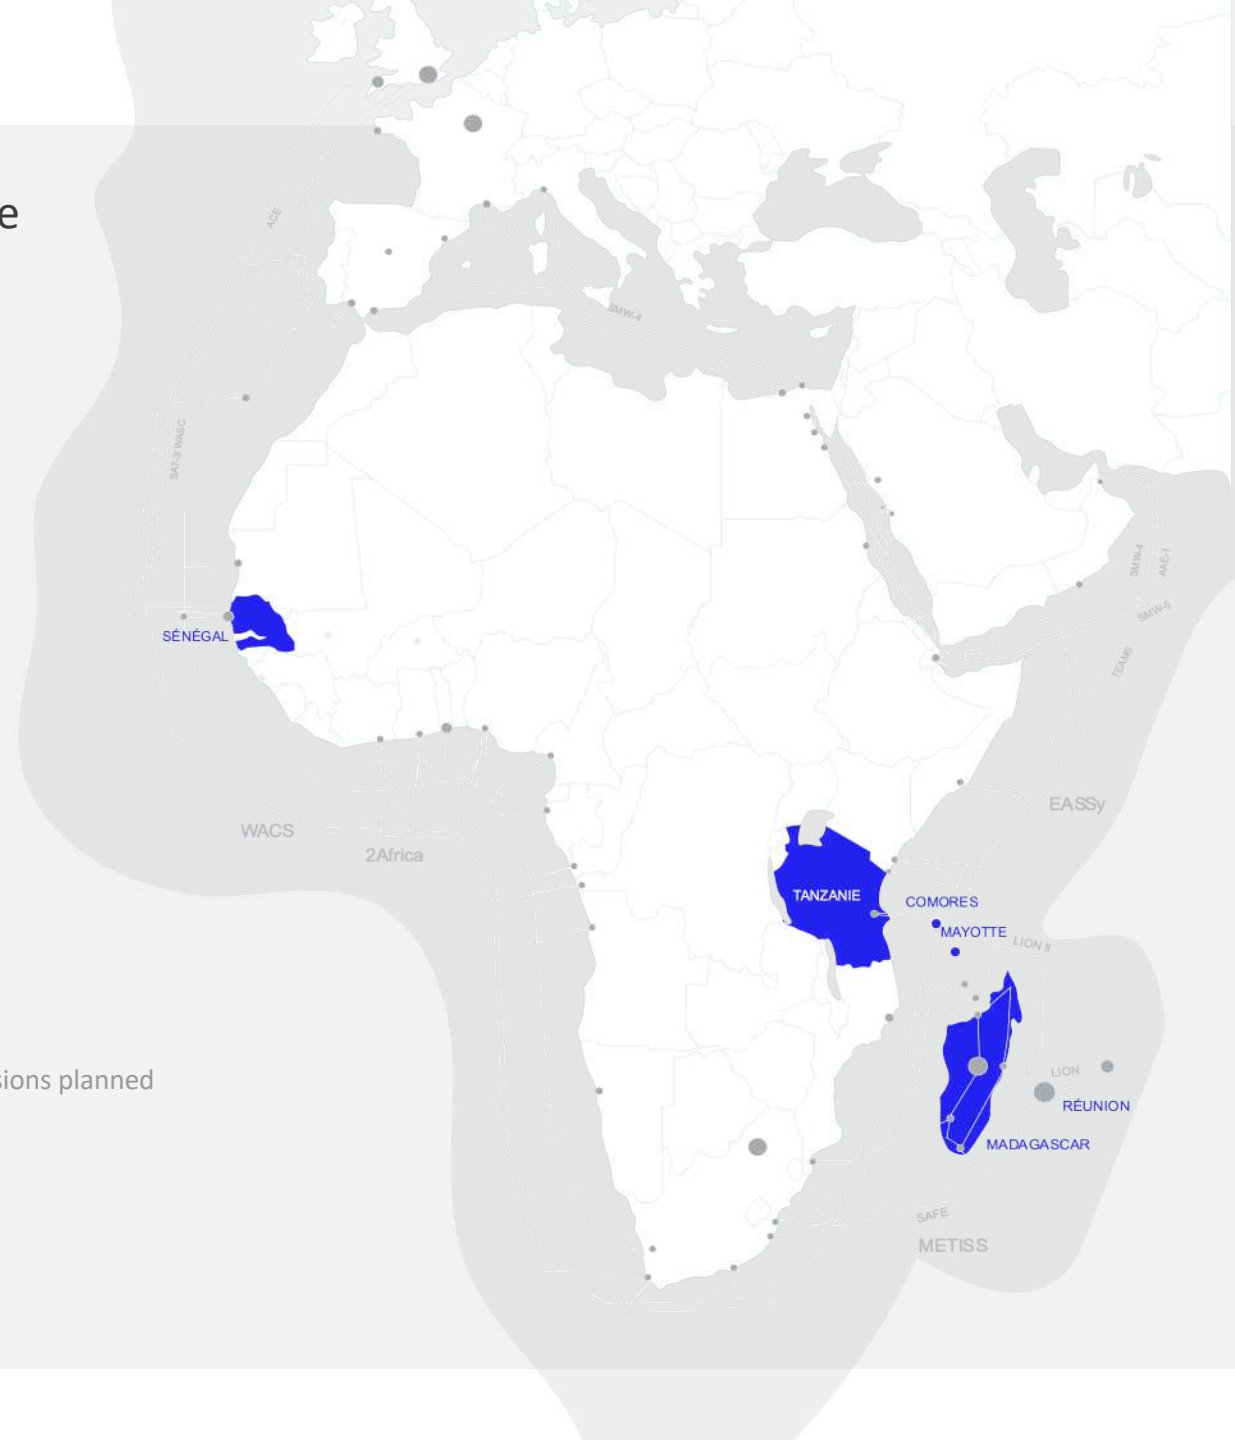 e
ACE
SMW-4
SAT-3/WASC
SMW-4
AAE-1
SMW-5
SÉNÉGAL
TEAMS
EASSy
WACS
2Africa
TANZANIE
COMORES
MAYOTTE
LION II
LION
sions planned
RÉUNION
MADAGASCAR
SAFE
METISS